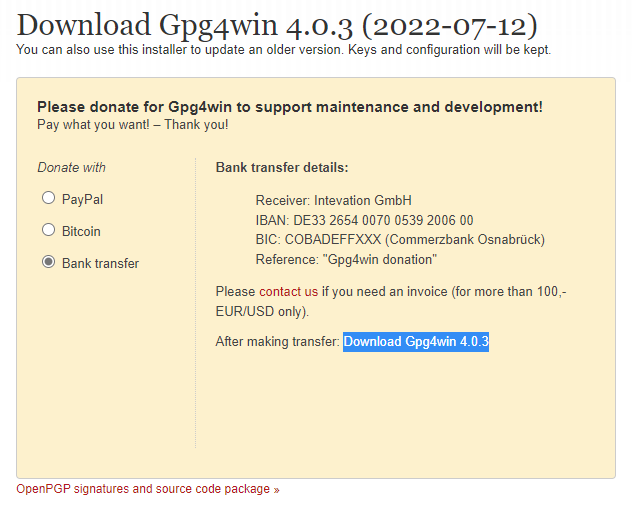 Download Gpg4win 4.0.3 (2022-07-12)
You can also use this installer to update an older version. Keys and configuration will be kept.
Please donate for Gpg4win to support maintenance and development!
Pay what you want! – Thank you!
Donate with
PayPal
Bitcoin
Bank transfer
Bank transfer details:
Receiver: Intevation GmbH
IBAN: DE33 2654 0070 0539 2006 00
BIC: COBADEFFXXX (Commerzbank Osnabrück)
Reference: "Gpg4win donation"
Please contact us if you need an invoice (for more than 100,-
EUR/USD only).
After making transfer: Download Gpg4win 4.0.3
OpenPGP signatures and source code package »